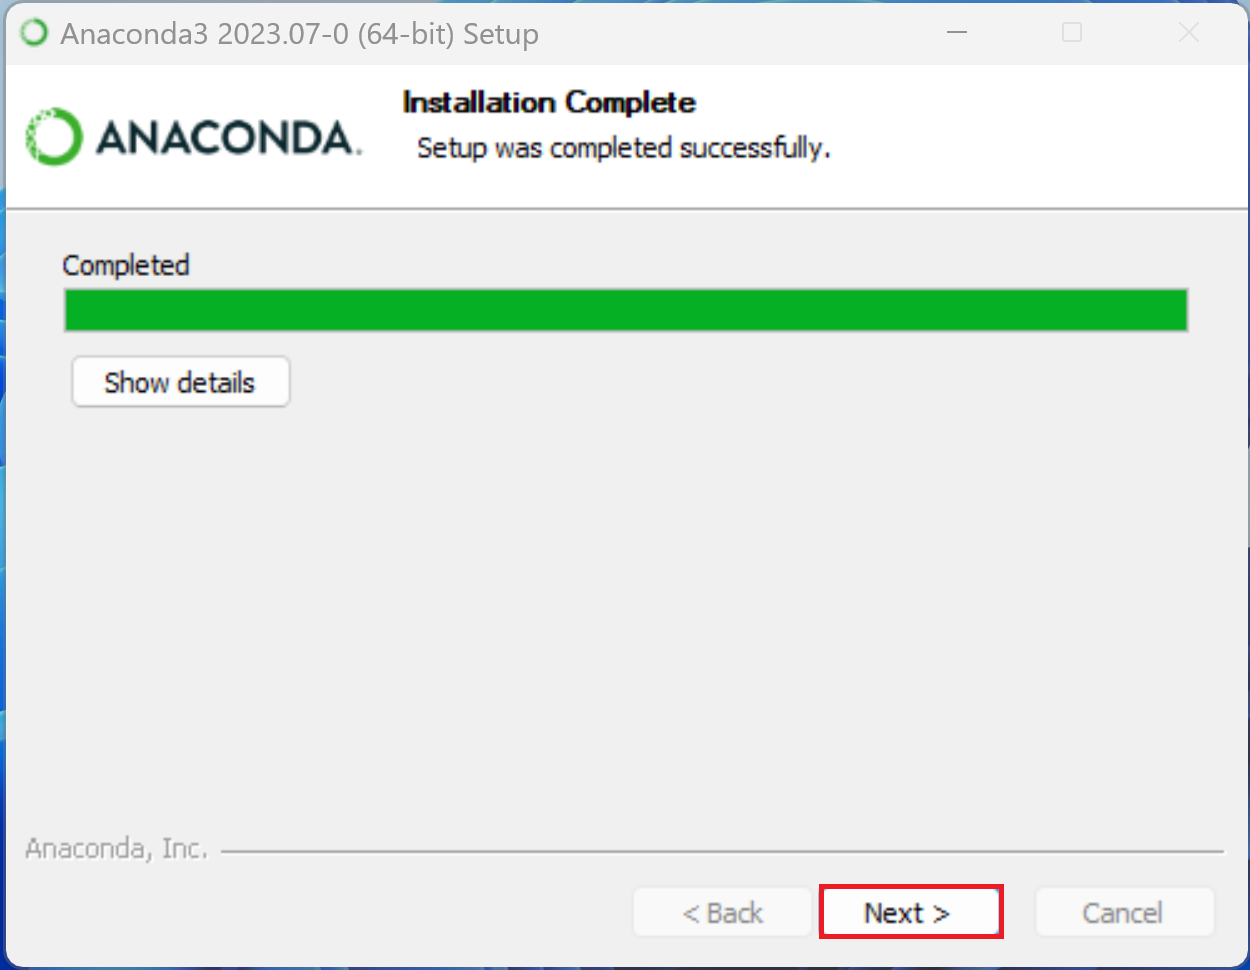 Anaconda3 2023.07-0 (64-bit) Setup
ANACONDA.
Installation Complete
Setup was completed successfully.
Completed
Show details
Anaconda, Inc.
< Back
Next >
Cancel